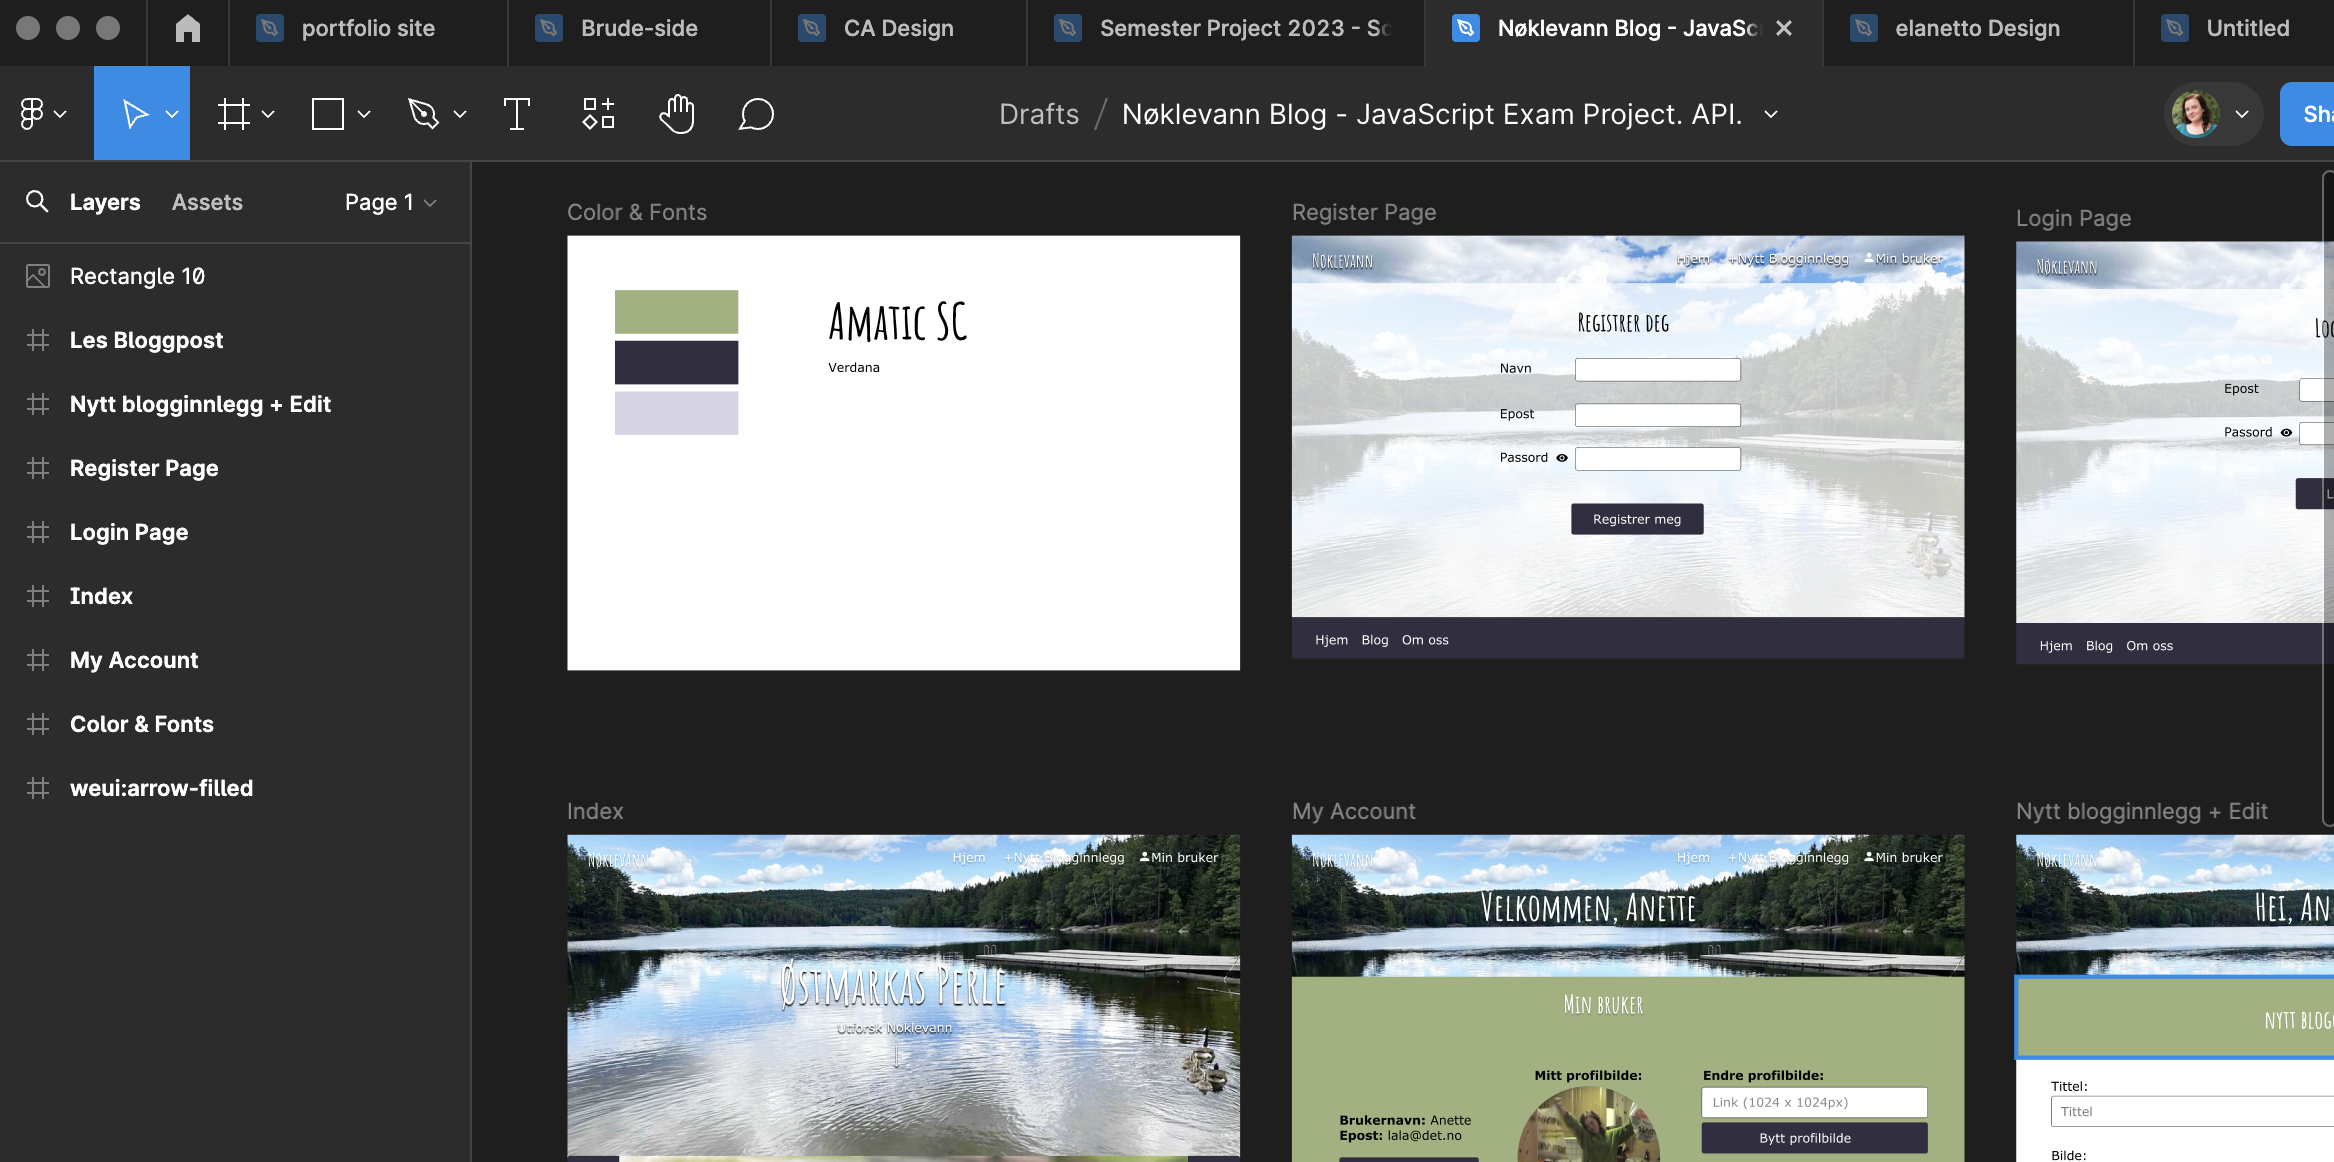 portfolio site
Brude-side
CA Design
Semester Project 2023 - Sc
Nøklevann Blog - JavaSc
elanetto Design
Untitled
Drafts / Nøklevann Blog - JavaScript Exam Project. API.
Sha
Layers
Assets
Page 1
Rectangle 10
Les Bloggpost
Nytt blogginnlegg + Edit
Register Page
Login Page
Index
My Account
Color & Fonts
weui:arrow-filled
Color & Fonts
Amatic SC
Verdana
Register Page
Nøklevann
Hjem +Nytt Blogginnlegg Min bruker
Registrer deg
Navn
Epost
Passord
Registrer meg
Hjem Blog Om oss
Login Page
Nøklevann
Epost
Passord
Hjem Blog Om oss
Index
Nøklevann
Hjem +Nytt Blogginnlegg Min bruker
Østmarkas Perle
Utforsk Nøklevann
My Account
Nøklevann
Hjem +Nytt Blogginnlegg Min bruker
Velkommen, Anette
Min bruker
Mitt profilbilde:
Brukernavn: Anette
Epost: lala@det.no
Endre profilbilde:
Link (1024 x 1024px)
Bytt profilbilde
Nytt blogginnlegg + Edit
Nøklevann
Hei, An
nytt blog
Tittel:
Tittel
Bilde: